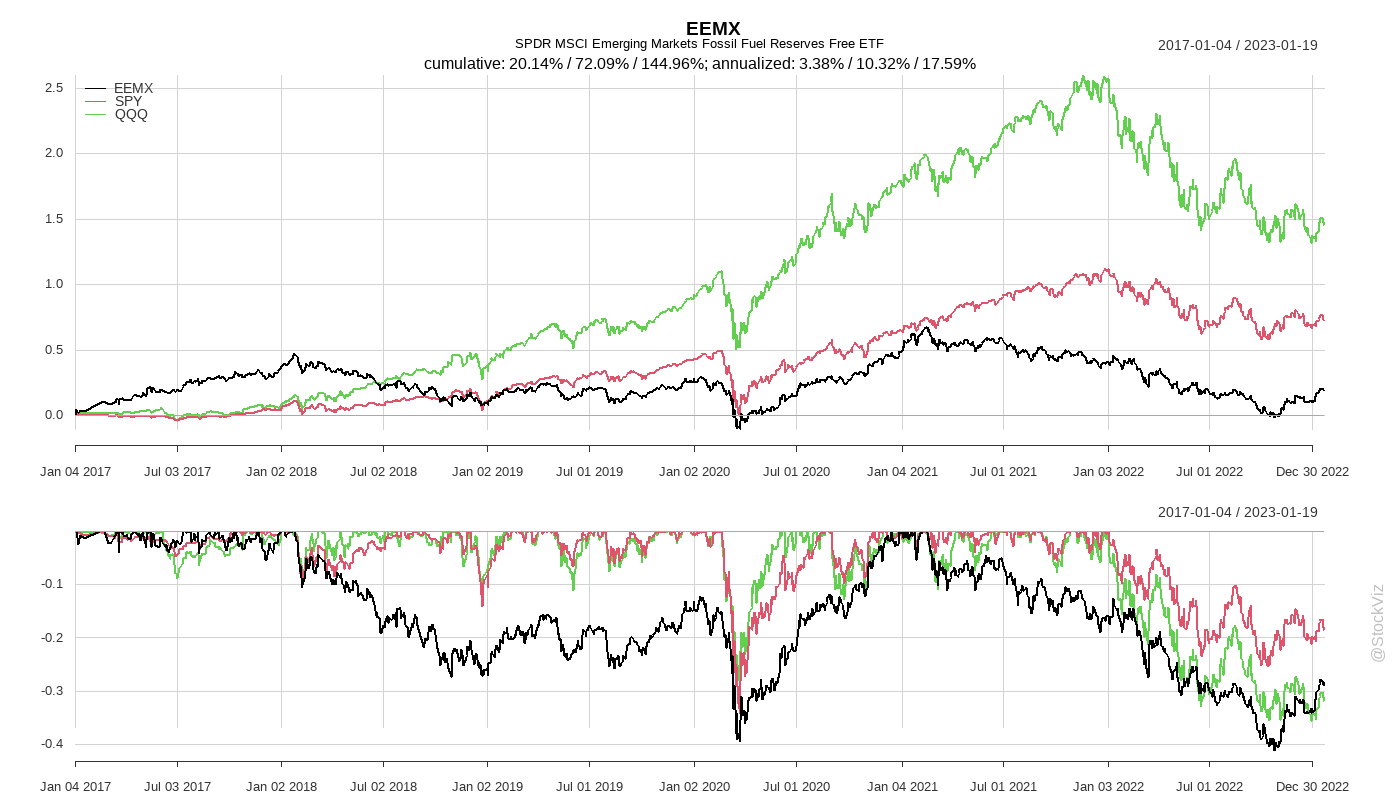 EEMX
SPDR MSCI Emerging Markets Fossil Fuel Reserves Free ETF
2017-01-04 / 2023-01-19
cumulative: 20.14% / 72.09% / 144.96%; annualized: 3.38% / 10.32% / 17.59%
EEMX
SPY
QQQ
2.5
2.0
1.5
1.0
0.5
0.0
Jan 04 2017 Jul 03 2017 Jan 02 2018 Jul 02 2018 Jan 02 2019 Jul 01 2019 Jan 02 2020 Jul 01 2020 Jan 04 2021 Jul 01 2021 Jan 03 2022 Jul 01 2022 Dec 30 2022
2017-01-04 / 2023-01-19
-0.1
-0.2
-0.3
-0.4
Jan 04 2017 Jul 03 2017 Jan 02 2018 Jul 02 2018 Jan 02 2019 Jul 01 2019 Jan 02 2020 Jul 01 2020 Jan 04 2021 Jul 01 2021 Jan 03 2022 Jul 01 2022 Dec 30 2022
@StockViz